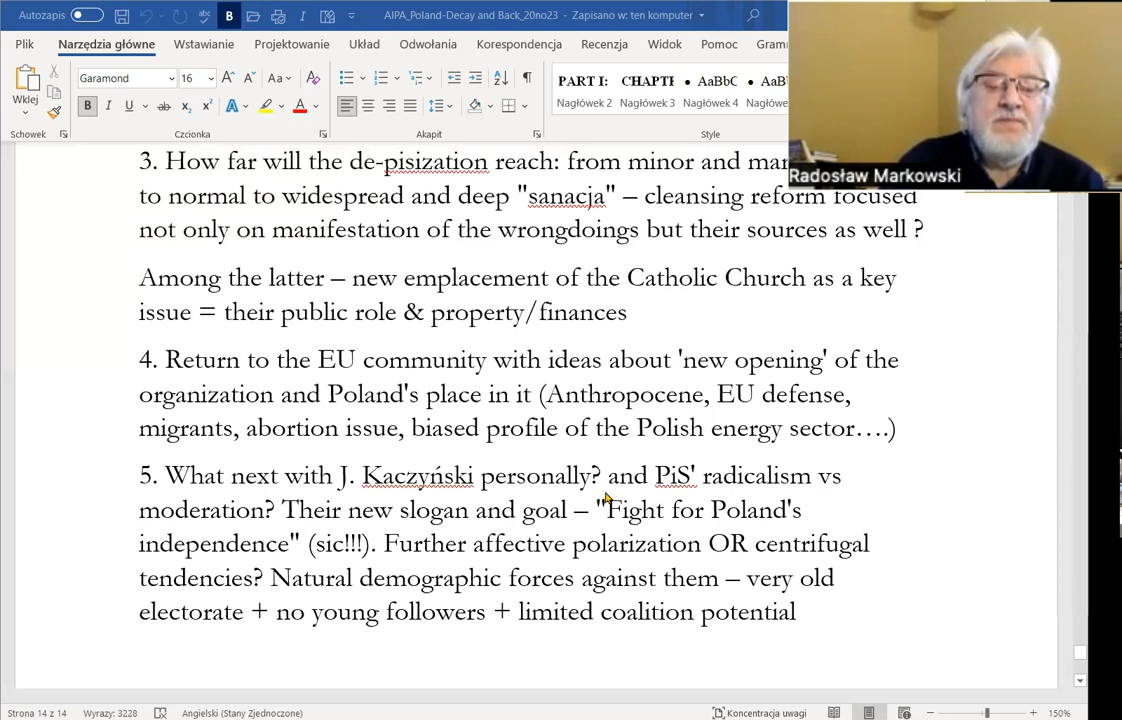 Autozapis
B
AIPA_Poland-Decay and Back_20no23 - Zapisano w: ten komputer
Plik Narzędzia główne Wstawianie Projektowanie Układ Odwołania Korespondencja Recenzja Widok Pomoc
Wklej
Garamond 16 Aa
B I U ab x₂ x² A A
PART I: CHAPTI AaBbC AaBb
Nagłówek 2 Nagłówek 3 Nagłówek 4 Nagłówek
Schowek Czcionka Akapit Style
Radosław Markowski
3. How far will the de-pisization reach: from minor and
to normal to widespread and deep "sanacja" – cleansing reform focused
not only on manifestation of the wrongdoings but their sources as well ?
Among the latter – new emplacement of the Catholic Church as a key
issue = their public role & property/finances
4. Return to the EU community with ideas about 'new opening' of the
organization and Poland's place in it (Anthropocene, EU defense,
migrants, abortion issue, biased profile of the Polish energy sector….)
5. What next with J. Kaczyński personally? and PiS' radicalism vs
moderation? Their new slogan and goal – "Fight for Poland's
independence" (sic!!!). Further affective polarization OR centrifugal
tendencies? Natural demographic forces against them – very old
electorate + no young followers + limited coalition potential
Strona 14 z 14 Wyrazy: 3228 Angielski (Stany Zjednoczone) Koncentracja uwagi 150%